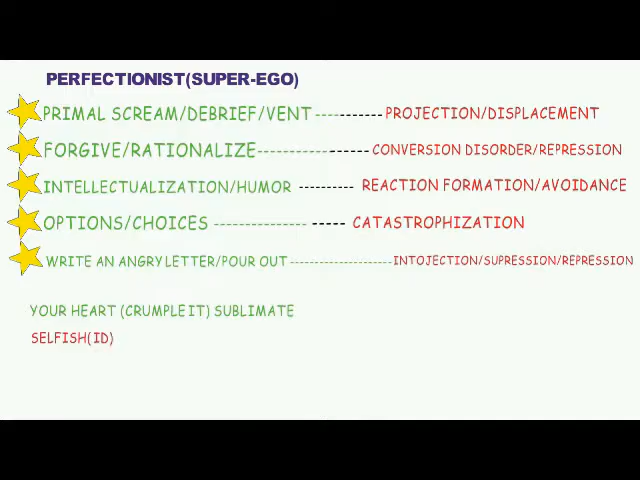 PERFECTIONIST(SUPER-EGO)
PRIMAL SCREAM/DEBRIEF/VENT -----------PROJECTION/DISPLACEMENT
FORGIVE/RATIONALIZE----------------- CONVERSION DISORDER/REPRESSION
INTELLECTUALIZATION/HUMOR ---------- REACTION FORMATION/AVOIDANCE
OPTIONS/CHOICES --------------- ----- CATASTROPHIZATION
WRITE AN ANGRY LETTER/POUR OUT--------------------INTOJECTION/SUPRESSION/REPRESSION
YOUR HEART (CRUMPLE IT) SUBLIMATE
SELFISH(ID)